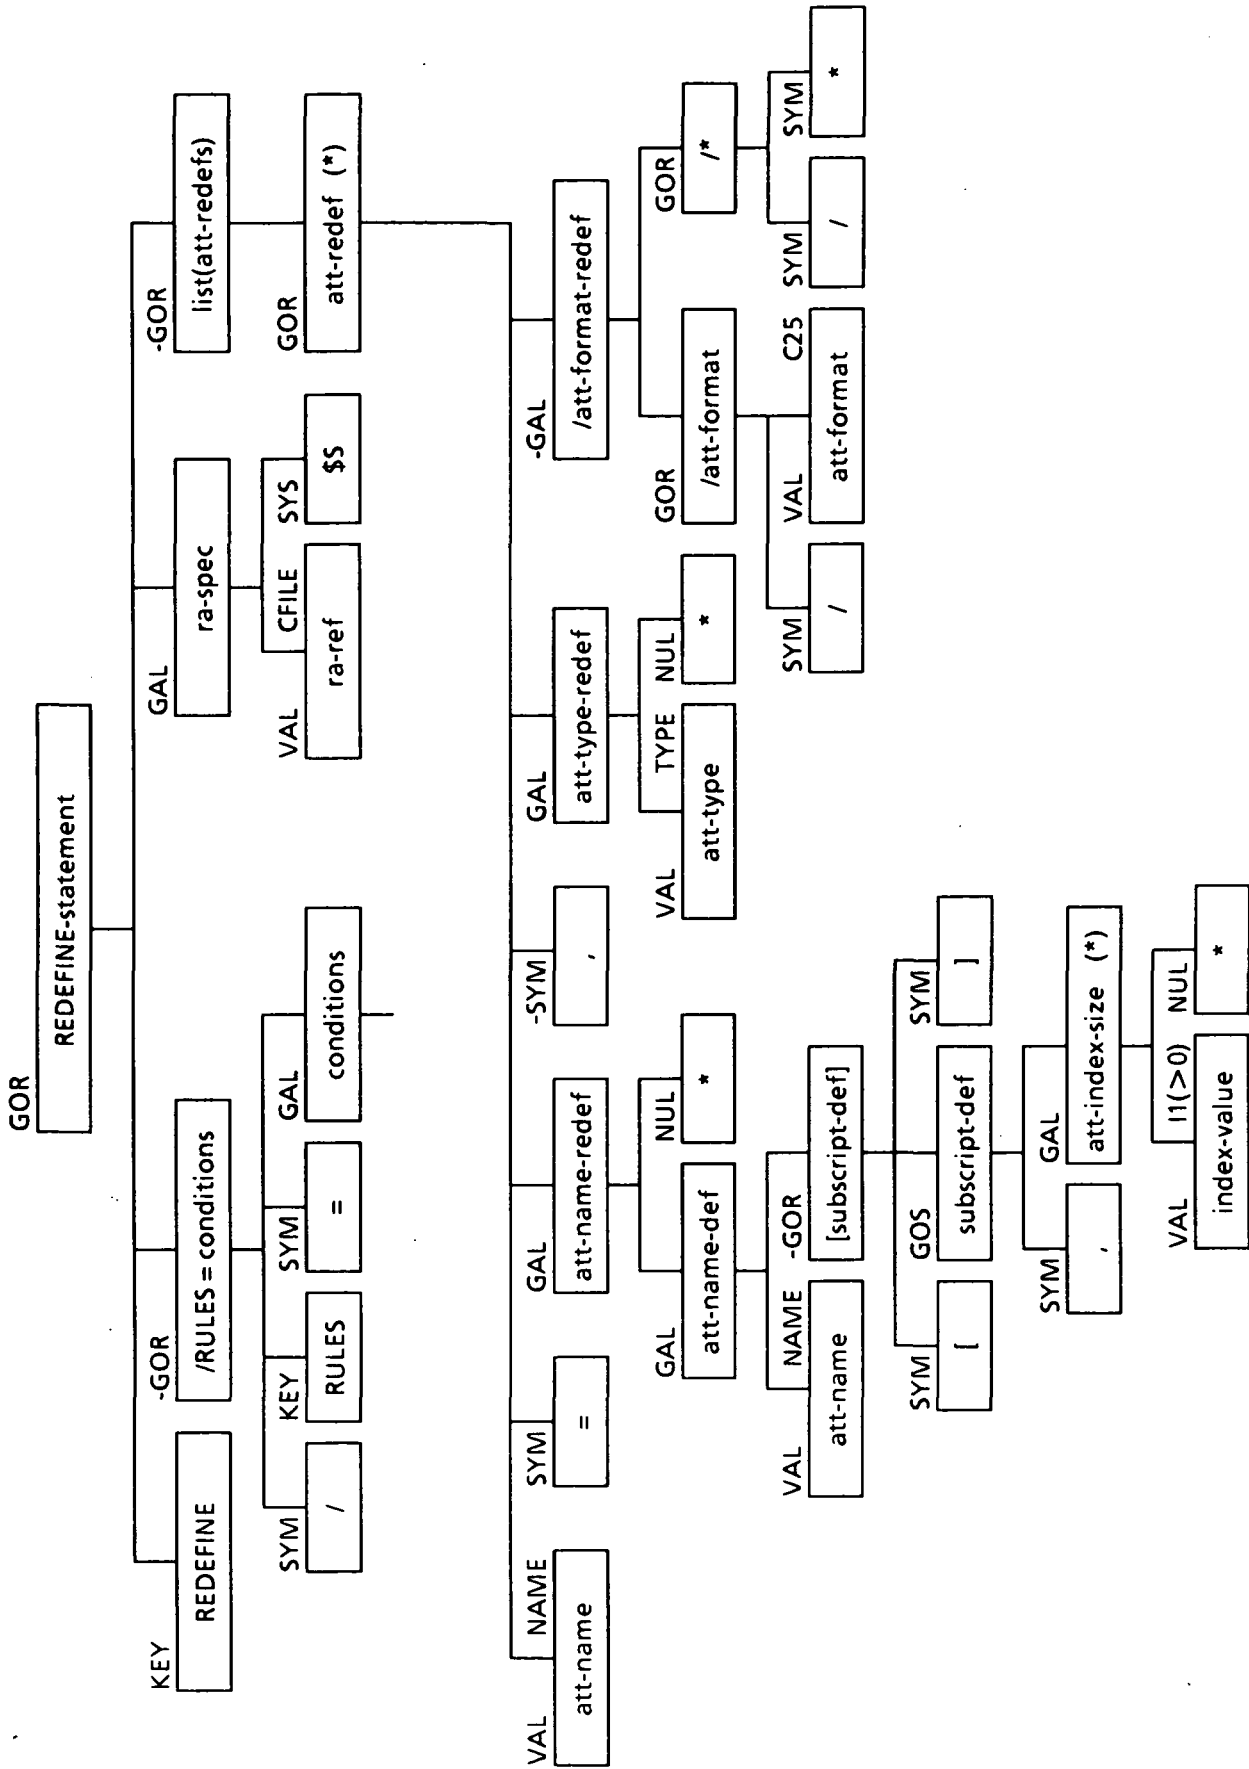 GOR
REDEFINE-statement
KEY
REDEFINE
-GOR
/RULES = conditions
GAL
ra-spec
-GOR
list(att-redefs)
SYM
/
KEY
RULES
SYM
=
GAL
conditions
VAL CFILE
ra-ref
SYS
$S
GOR
att-redef (*)
VAL NAME
att-name
SYM
=
GAL
att-name-redef
-SYM
,
GAL
att-type-redef
-GAL
/att-format-redef
GAL
att-name-def
NUL
*
VAL TYPE
att-type
NUL
*
GOR
/att-format
GOR
/*
VAL NAME
att-name
-GOR
[subscript-def]
SYM
/
VAL C25
att-format
SYM
/
SYM
*
SYM
[
GOS
subscript-def
SYM
]
SYM
,
GAL
att-index-size (*)
VAL I1(>0)
index-value
NUL
*